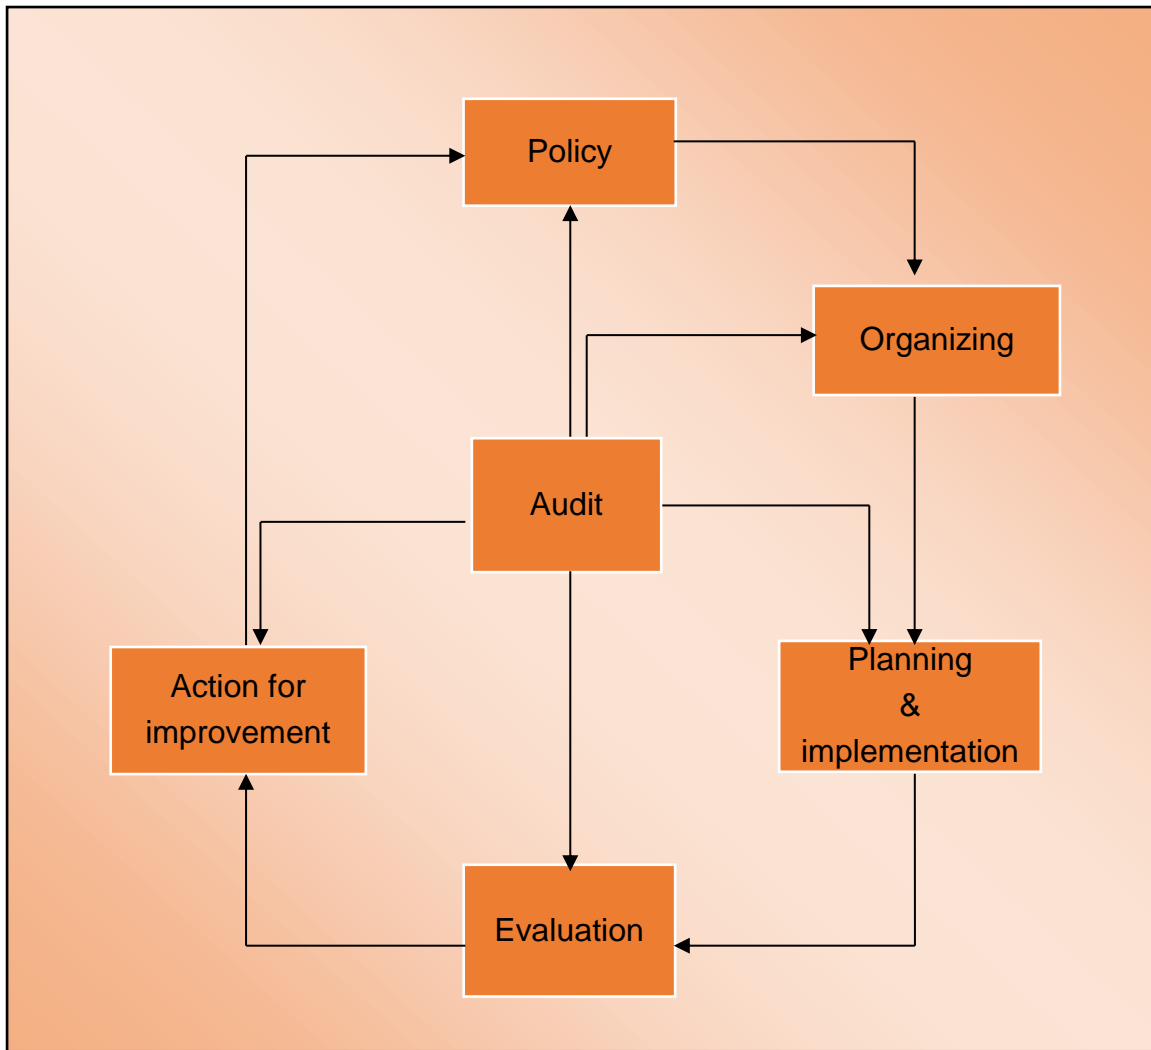 Policy
Organizing
Audit
Action for
improvement
Planning
&
implementation
Evaluation